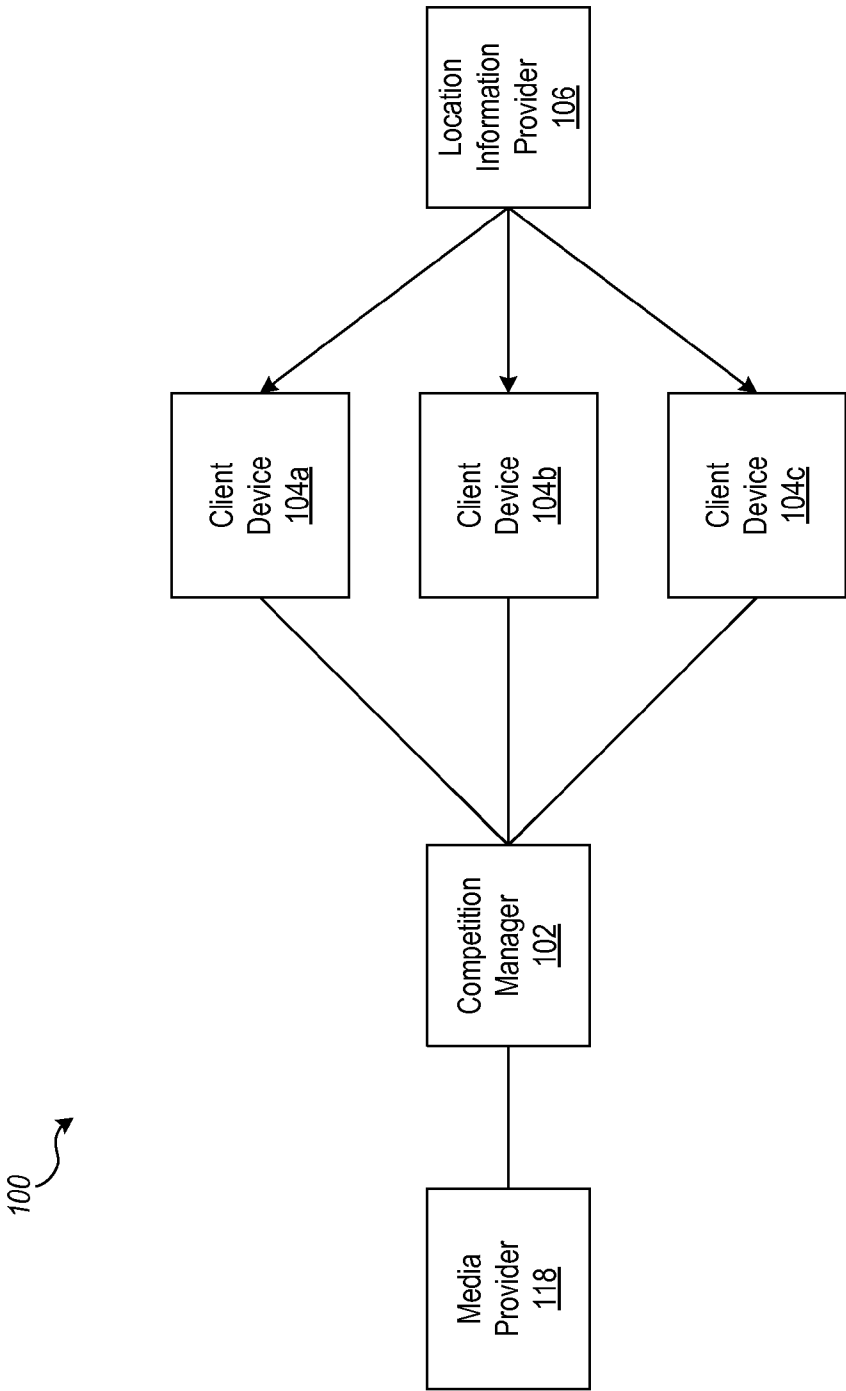 100
Media
Provider
118
Competition
Manager
102
Client
Device
104a
Client
Device
104b
Client
Device
104c
Location
Information
Provider
106